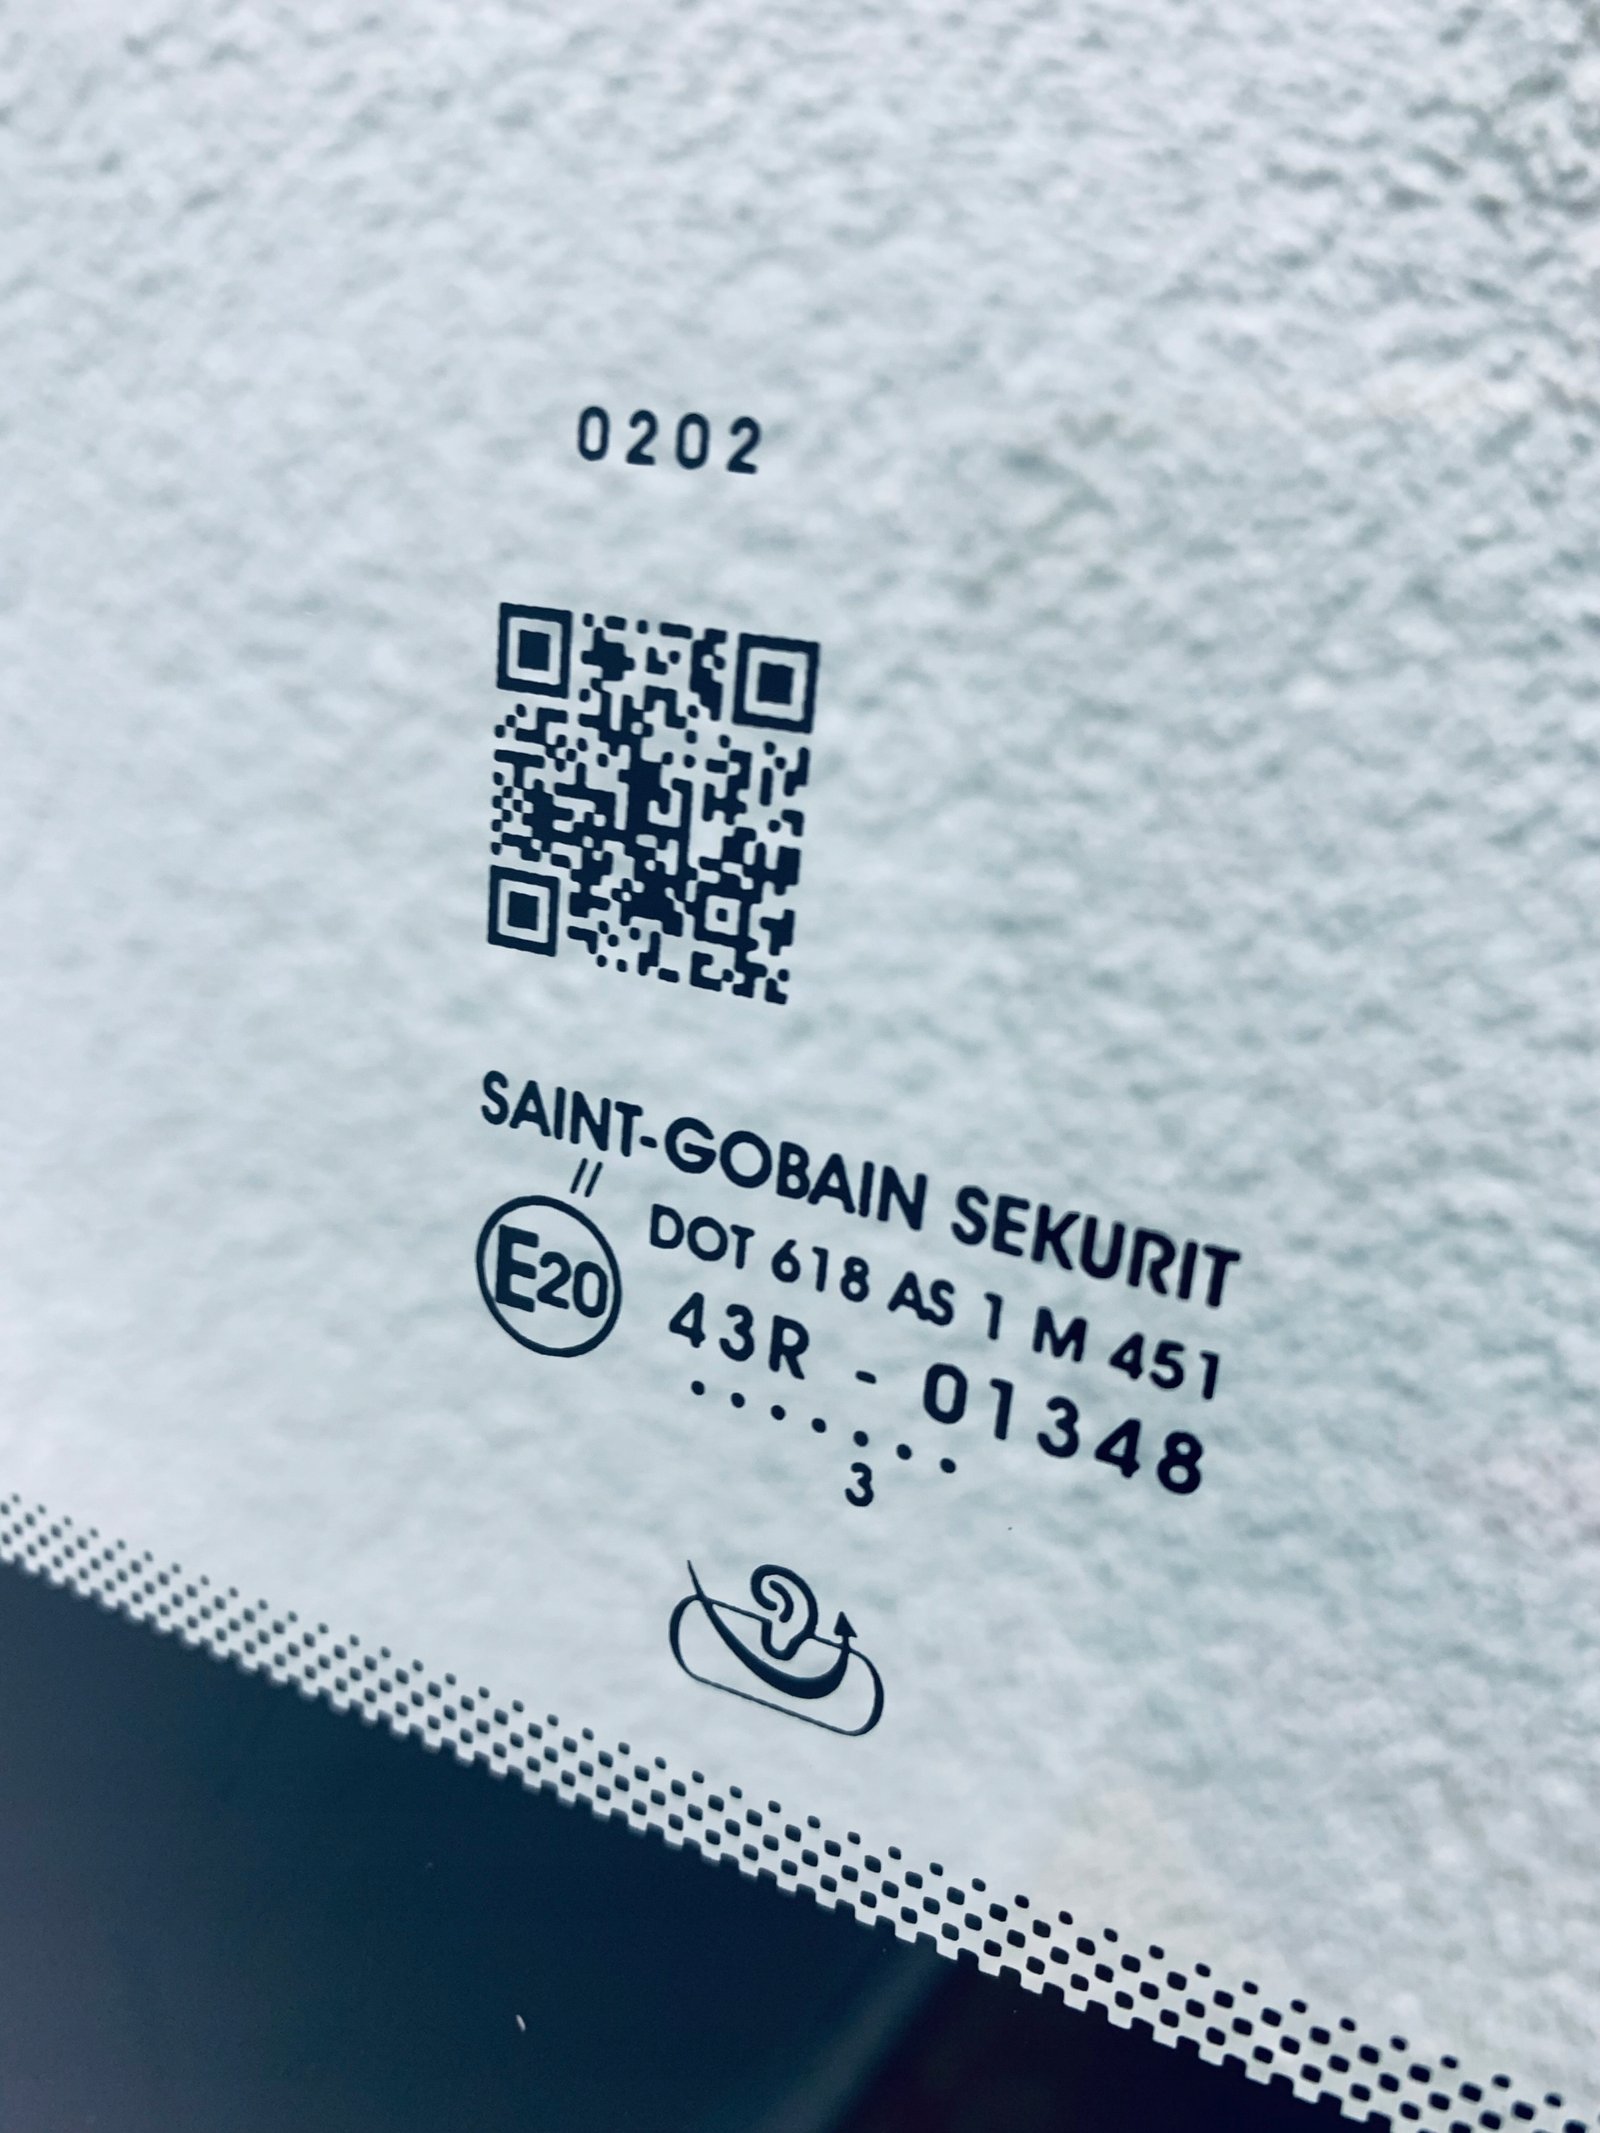 0202
SAINT-GOBAIN SEKURIT
//
E20
DOT 618 AS 1 M 451
43R - 01348
.......
3